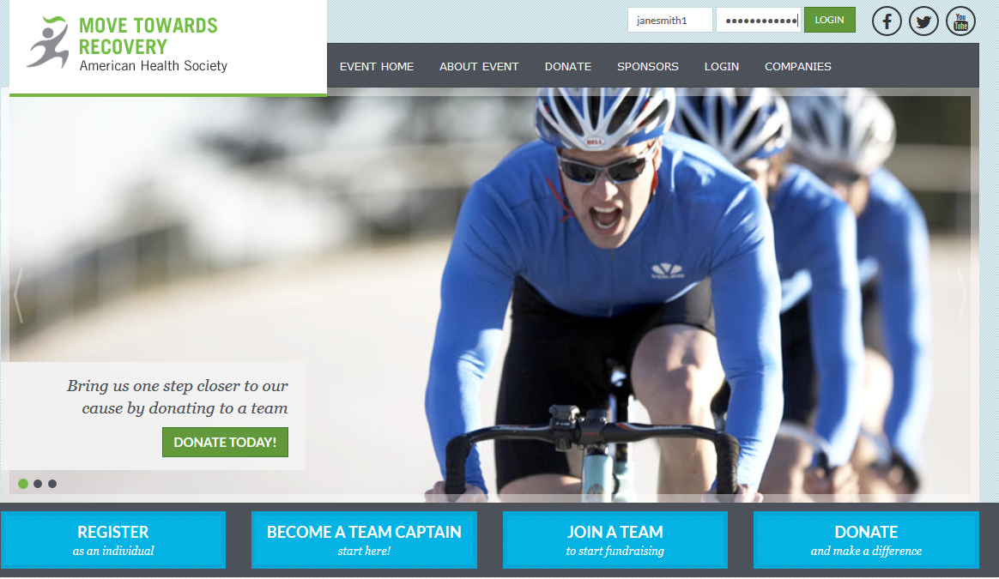 MOVE TOWARDS
RECOVERY
American Health Society
janesmith1
LOGIN
You
Tube
EVENT HOME
ABOUT EVENT
DONATE
SPONSORS
LOGIN
COMPANIES
BELL
Bring us one step closer to our
cause by donating to a team
DONATE TODAY!
REGISTER
as an individual
BECOME A TEAM CAPTAIN
start here!
JOIN A TEAM
to start fundraising
DONATE
and make a difference